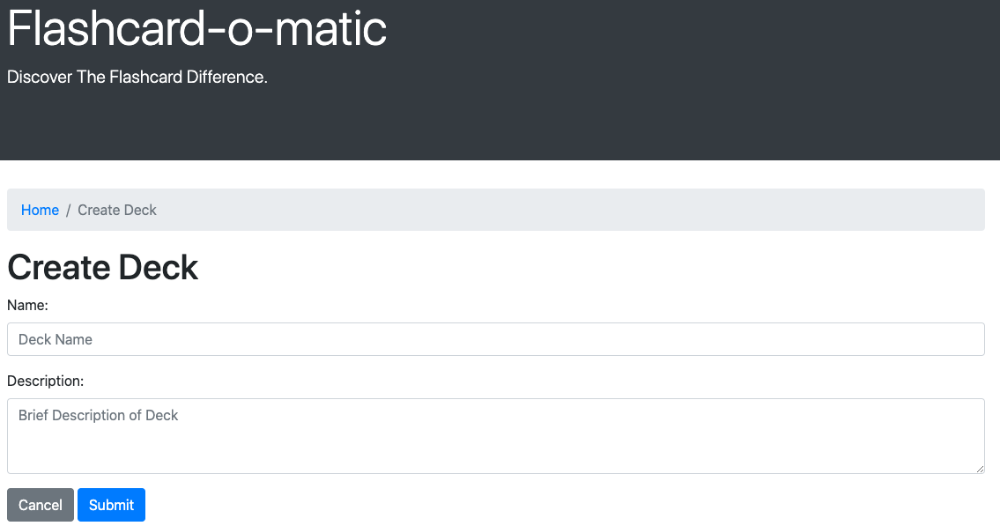 Flashcard-o-matic
Discover The Flashcard Difference.
Home / Create Deck
Create Deck
Name:
Deck Name
Description:
Brief Description of Deck
Cancel Submit